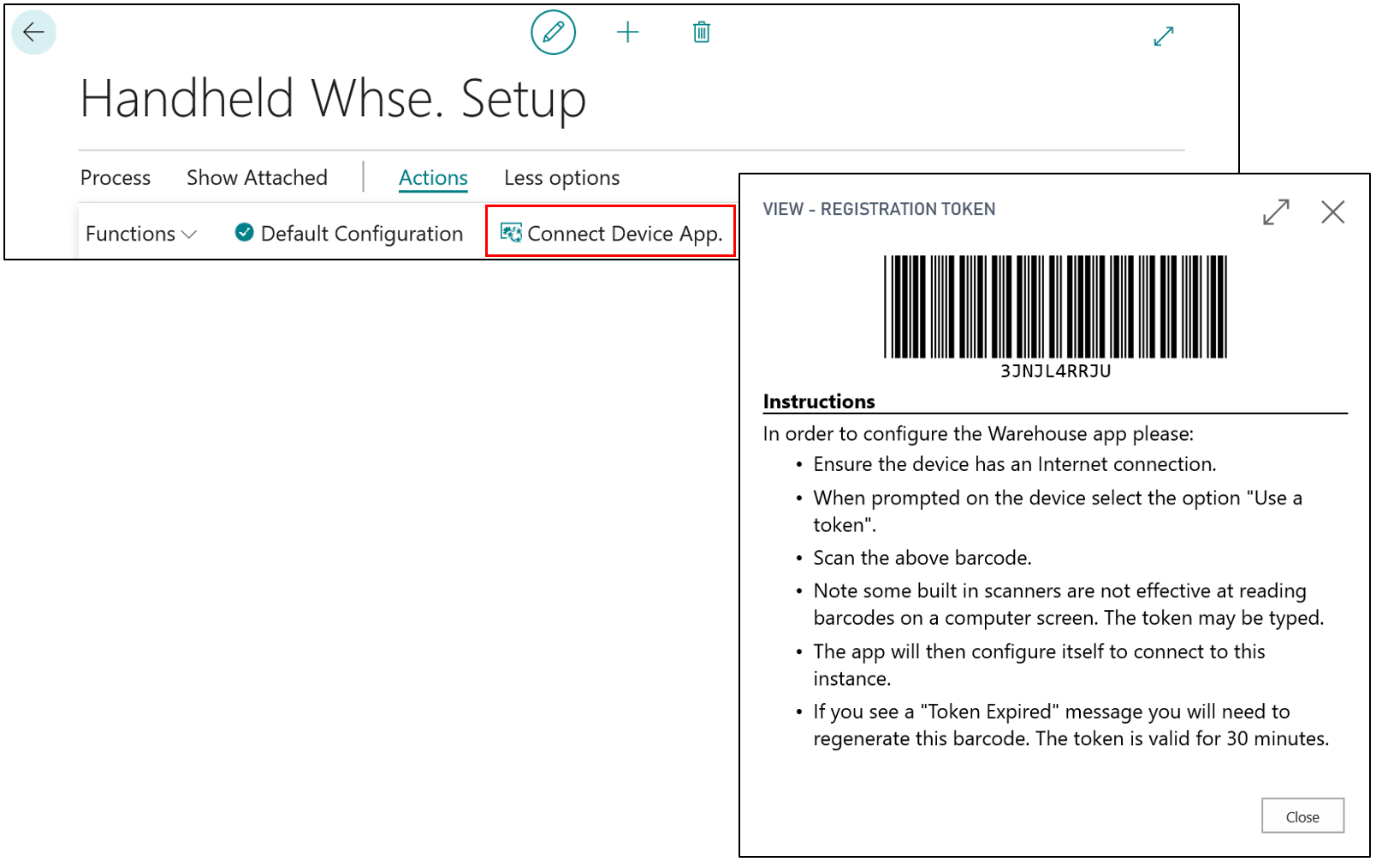 Handheld Whse. Setup
Process Show Attached Actions Less options
Functions Default Configuration Connect Device App.
VIEW - REGISTRATION TOKEN
3JNJL4RRJU
Instructions
In order to configure the Warehouse app please:
• Ensure the device has an Internet connection.
• When prompted on the device select the option "Use a
token".
• Scan the above barcode.
• Note some built in scanners are not effective at reading
barcodes on a computer screen. The token may be typed.
• The app will then configure itself to connect to this
instance.
• If you see a "Token Expired" message you will need to
regenerate this barcode. The token is valid for 30 minutes.
Close